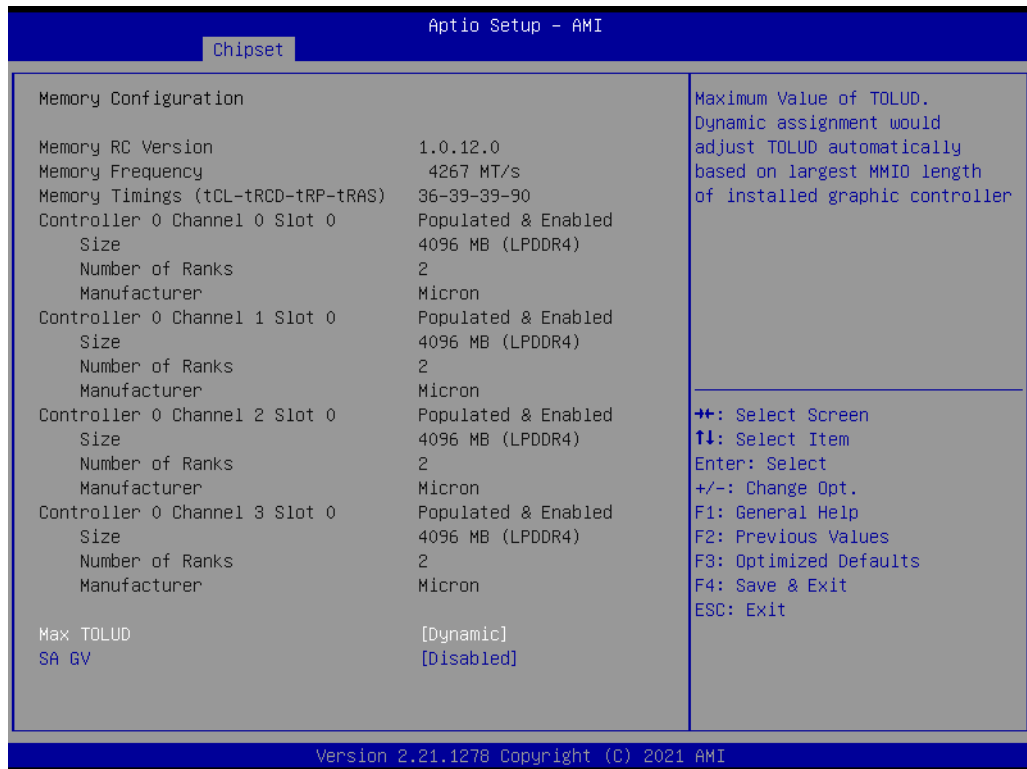 Aptio Setup – AMI
Chipset
Memory Configuration
Memory RC Version 1.0.12.0
Memory Frequency 4267 MT/s
Memory Timings (tCL-tRCD-tRP-tRAS) 36-39-39-90
Controller 0 Channel 0 Slot 0 Populated & Enabled
Size 4096 MB (LPDDR4)
Number of Ranks 2
Manufacturer Micron
Controller 0 Channel 1 Slot 0 Populated & Enabled
Size 4096 MB (LPDDR4)
Number of Ranks 2
Manufacturer Micron
Controller 0 Channel 2 Slot 0 Populated & Enabled
Size 4096 MB (LPDDR4)
Number of Ranks 2
Manufacturer Micron
Controller 0 Channel 3 Slot 0 Populated & Enabled
Size 4096 MB (LPDDR4)
Number of Ranks 2
Manufacturer Micron
Max TOLUD [Dynamic]
SA GV [Disabled]
Maximum Value of TOLUD.
Dynamic assignment would
adjust TOLUD automatically
based on largest MMIO length
of installed graphic controller
→←: Select Screen
↑↓: Select Item
Enter: Select
+/-: Change Opt.
F1: General Help
F2: Previous Values
F3: Optimized Defaults
F4: Save & Exit
ESC: Exit
Version 2.21.1278 Copyright (C) 2021 AMI